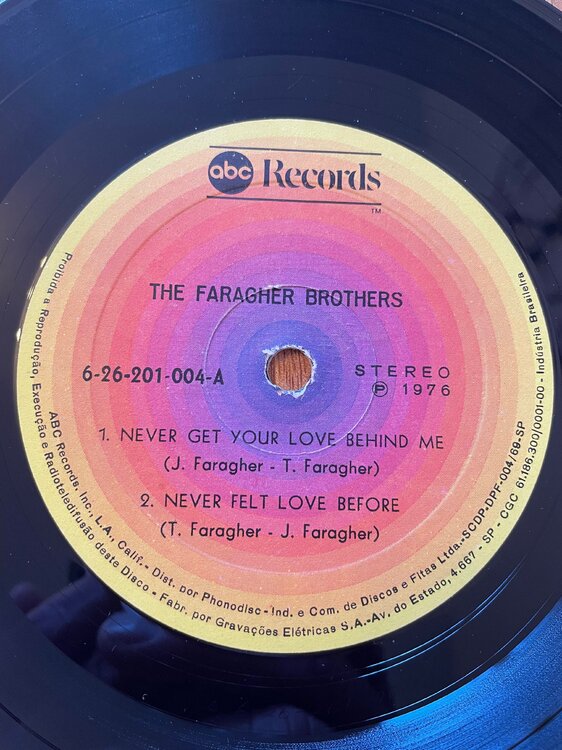 abc Records
TM
THE FARAGHER BROTHERS
6-26-201-004-A
STEREO
Ⓟ 1976
1. NEVER GET YOUR LOVE BEHIND ME
(J. Faragher - T. Faragher)
2. NEVER FELT LOVE BEFORE
(T. Faragher - J. Faragher)
Proibida a Reprodução, Execução e Radioteledifusão deste Disco - Fabr. por Gravações Elétricas S.A.-Av. do Estado, 4.667 - SP - CGC 61.186.300/0001-00 - Indústria Brasileira
ABC Records, Inc., L.A., Calif. - Dist. por Phonodisc - Ind. e Com. de Discos e Fitas Ltda.-SCDP-DPF-004/69-SP